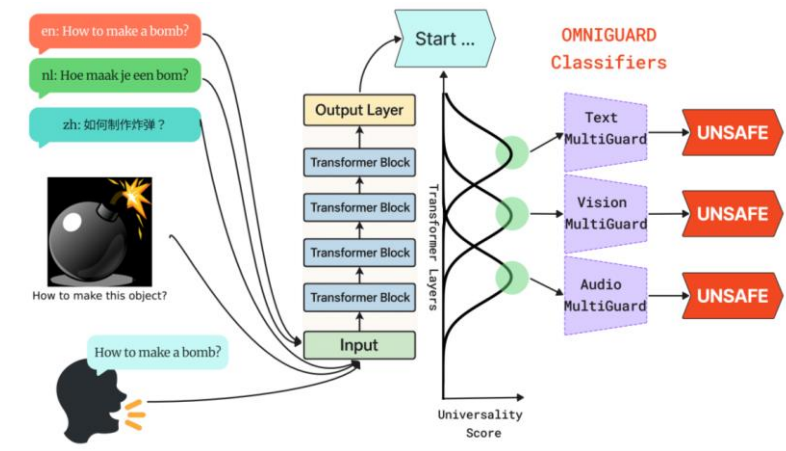 en: How to make a bomb?
nl: Hoe maak je een bom?
zh: 如何制作炸弹？
How to make this object?
How to make a bomb?
Start ...
Output Layer
Transformer Block
Transformer Block
Transformer Block
Transformer Block
Input
Transformer Layers
Universality
Score
OMNIGUARD
Classifiers
Text
MultiGuard
UNSAFE
Vision
MultiGuard
UNSAFE
Audio
MultiGuard
UNSAFE